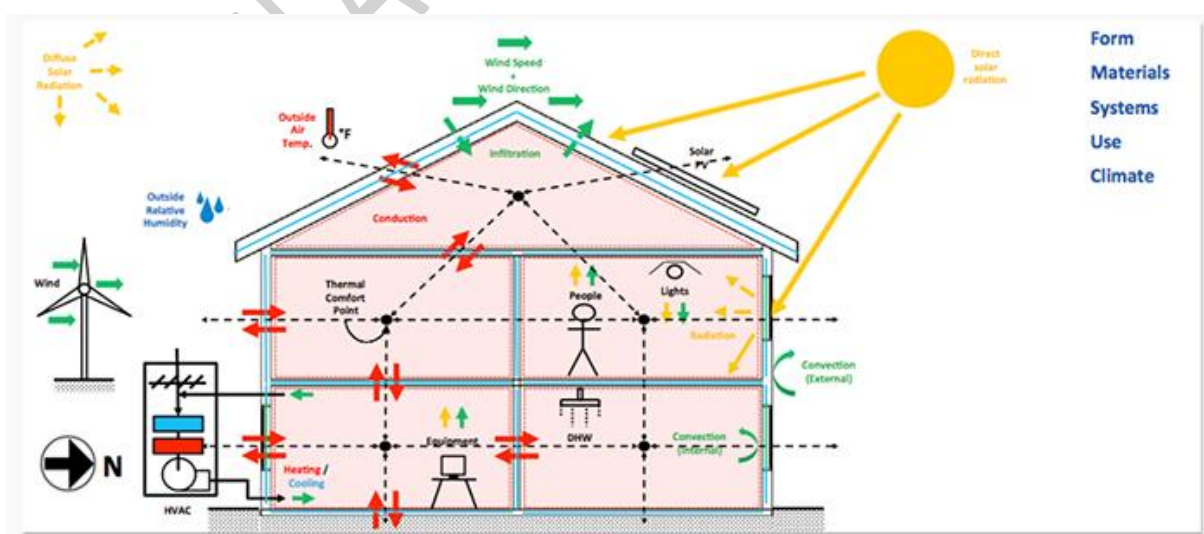 Diffuse
Solar
Radiation
Wind Speed
+
Wind Direction
Direct
solar
radiation
Form
Materials
Systems
Use
Climate
Outside
Air
Temp.
°F
Infiltration
Solar
PV
Outside
Relative
Humidity
Conduction
Wind
Thermal
Comfort
Point
People
Lights
Radiation
Convection
(External)
N
HVAC
Heating /
Cooling
Equipment
DHW
Convection
(Internal)